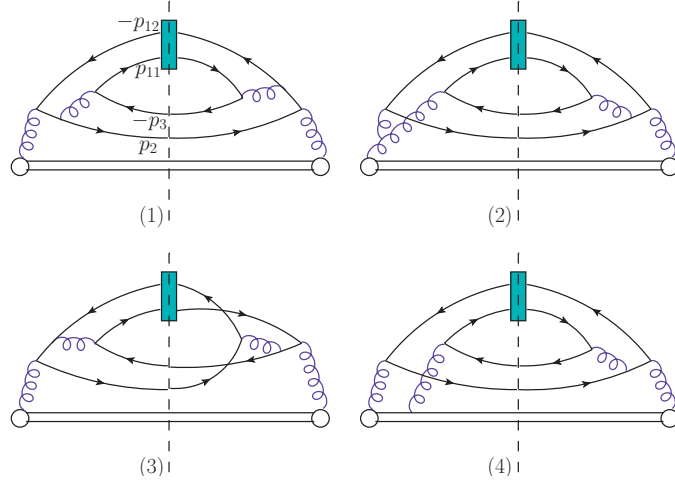 −p₁₂
p₁₁
−p₃
p₂
(1)
(2)
(3)
(4)